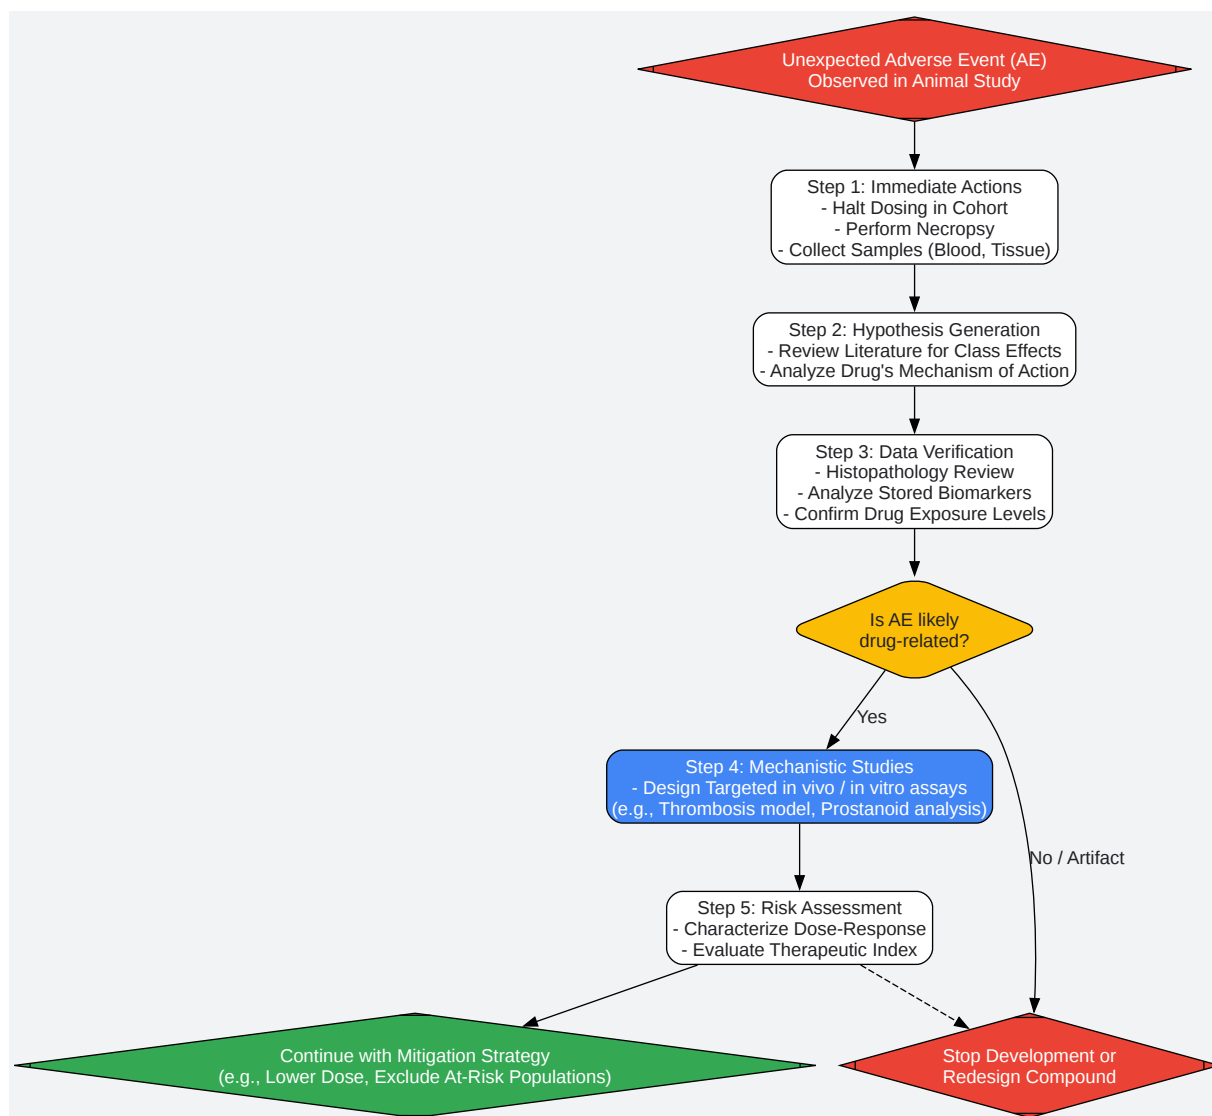 Unexpected Adverse Event (AE)
Observed in Animal Study
Step 1: Immediate Actions
- Halt Dosing in Cohort
- Perform Necropsy
- Collect Samples (Blood, Tissue)
Step 2: Hypothesis Generation
- Review Literature for Class Effects
- Analyze Drug's Mechanism of Action
Step 3: Data Verification
- Histopathology Review
- Analyze Stored Biomarkers
- Confirm Drug Exposure Levels
Is AE likely
drug-related?
Yes
Step 4: Mechanistic Studies
- Design Targeted in vivo / in vitro assays
(e.g., Thrombosis model, Prostanoid analysis)
No / Artifact
Step 5: Risk Assessment
- Characterize Dose-Response
- Evaluate Therapeutic Index
Continue with Mitigation Strategy
(e.g., Lower Dose, Exclude At-Risk Populations)
Stop Development or
Redesign Compound